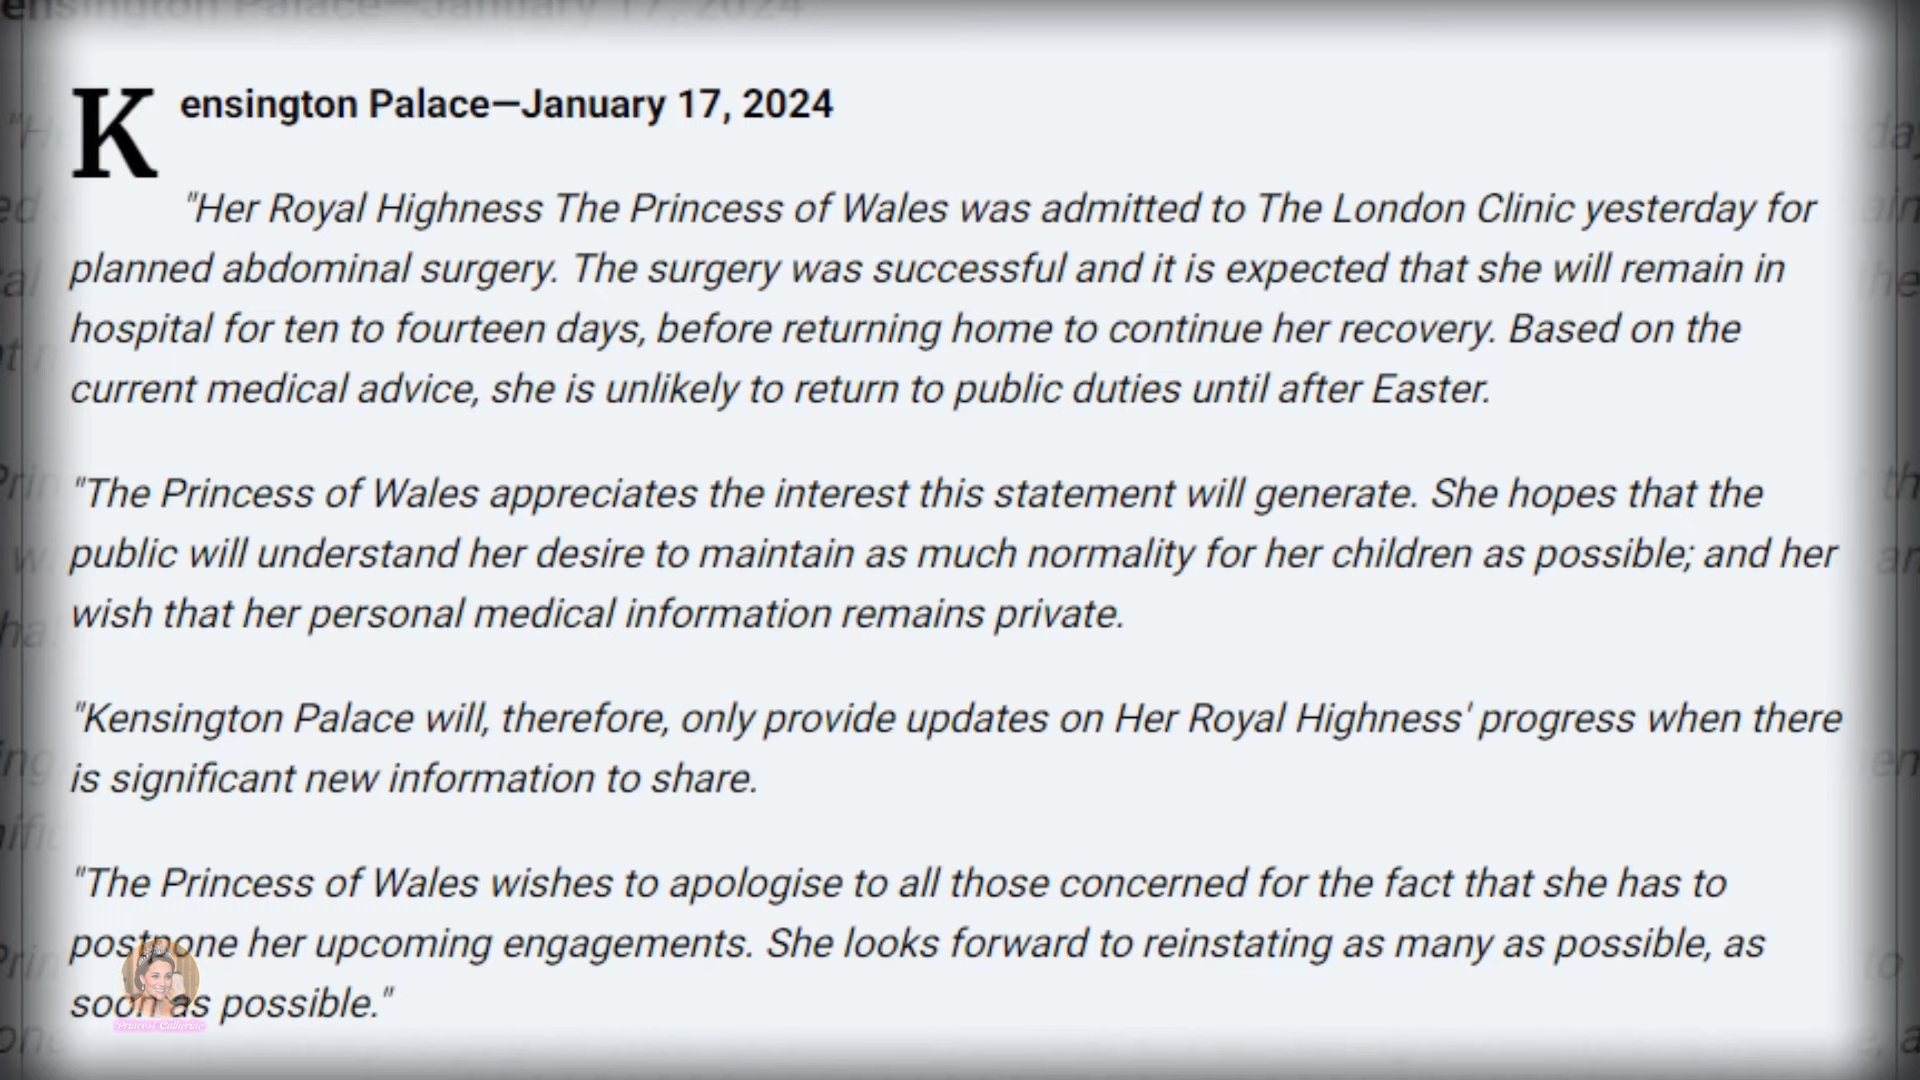 Kensington Palace—January 17, 2024
"Her Royal Highness The Princess of Wales was admitted to The London Clinic yesterday for
planned abdominal surgery. The surgery was successful and it is expected that she will remain in
hospital for ten to fourteen days, before returning home to continue her recovery. Based on the
current medical advice, she is unlikely to return to public duties until after Easter.
"The Princess of Wales appreciates the interest this statement will generate. She hopes that the
public will understand her desire to maintain as much normality for her children as possible; and her
wish that her personal medical information remains private.
"Kensington Palace will, therefore, only provide updates on Her Royal Highness' progress when there
is significant new information to share.
"The Princess of Wales wishes to apologise to all those concerned for the fact that she has to
postpone her upcoming engagements. She looks forward to reinstating as many as possible, as
soon as possible."
Princess Catherine